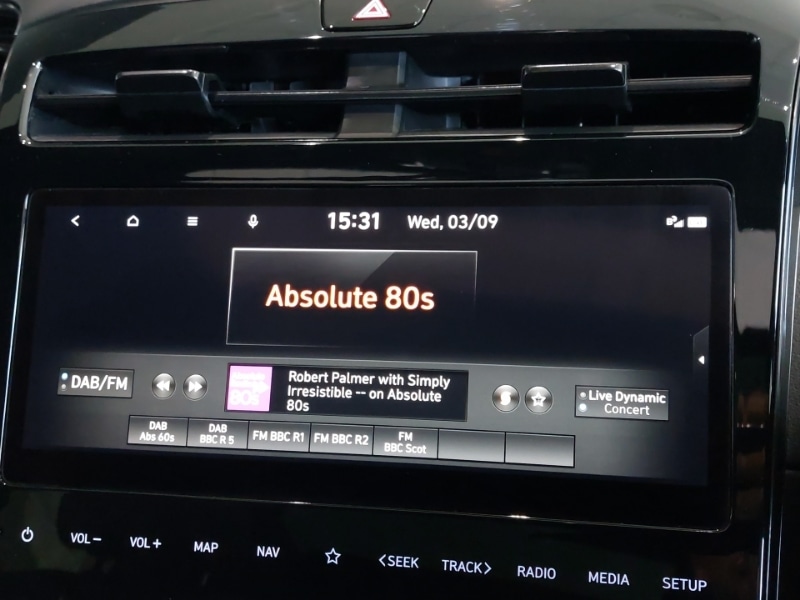 15:31 Wed, 03/09
Absolute 80s
DAB/FM
Robert Palmer with Simply
Irresistible -- on Absolute
80s
Live Dynamic
Concert
DAB
Abs 60s
DAB
BBC R 5
FM BBC R1
FM BBC R2
FM
BBC Scot
VOL− VOL+ MAP NAV <SEEK TRACK> RADIO MEDIA SETUP